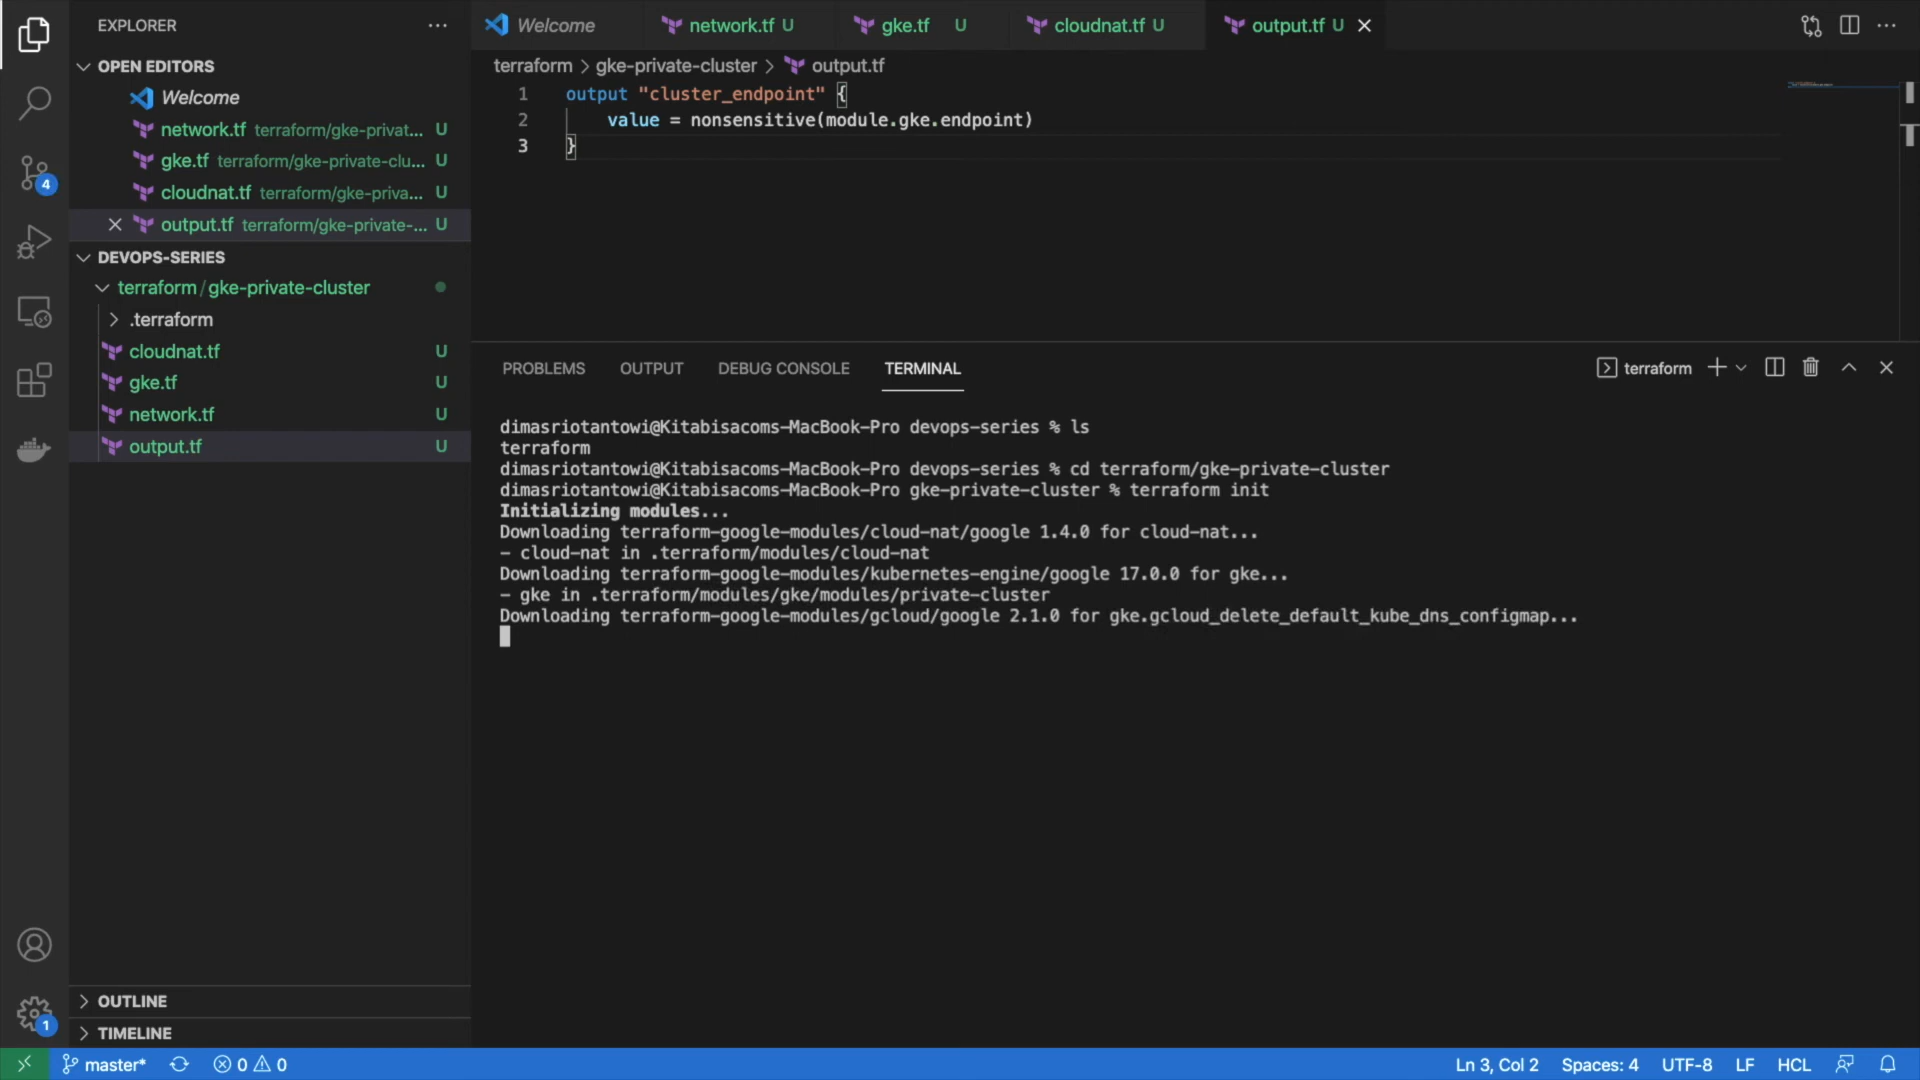 EXPLORER
OPEN EDITORS
Welcome
network.tf terraform/gke-privat... U
gke.tf terraform/gke-private-clu... U
cloudnat.tf terraform/gke-priva... U
output.tf terraform/gke-private-... U
DEVOPS-SERIES
terraform/gke-private-cluster
.terraform
cloudnat.tf U
gke.tf U
network.tf U
output.tf U
OUTLINE
TIMELINE
4
1
Welcome network.tf U gke.tf U cloudnat.tf U output.tf U
terraform > gke-private-cluster > output.tf
1 output "cluster_endpoint" {
2 value = nonsensitive(module.gke.endpoint)
3 }
PROBLEMS OUTPUT DEBUG CONSOLE TERMINAL
terraform
dimasriotantowi@Kitabisacoms-MacBook-Pro devops-series % ls
terraform
dimasriotantowi@Kitabisacoms-MacBook-Pro devops-series % cd terraform/gke-private-cluster
dimasriotantowi@Kitabisacoms-MacBook-Pro gke-private-cluster % terraform init
Initializing modules...
Downloading terraform-google-modules/cloud-nat/google 1.4.0 for cloud-nat...
- cloud-nat in .terraform/modules/cloud-nat
Downloading terraform-google-modules/kubernetes-engine/google 17.0.0 for gke...
- gke in .terraform/modules/gke/modules/private-cluster
Downloading terraform-google-modules/gcloud/google 2.1.0 for gke.gcloud_delete_default_kube_dns_configmap...
master* 0 0 Ln 3, Col 2 Spaces: 4 UTF-8 LF HCL